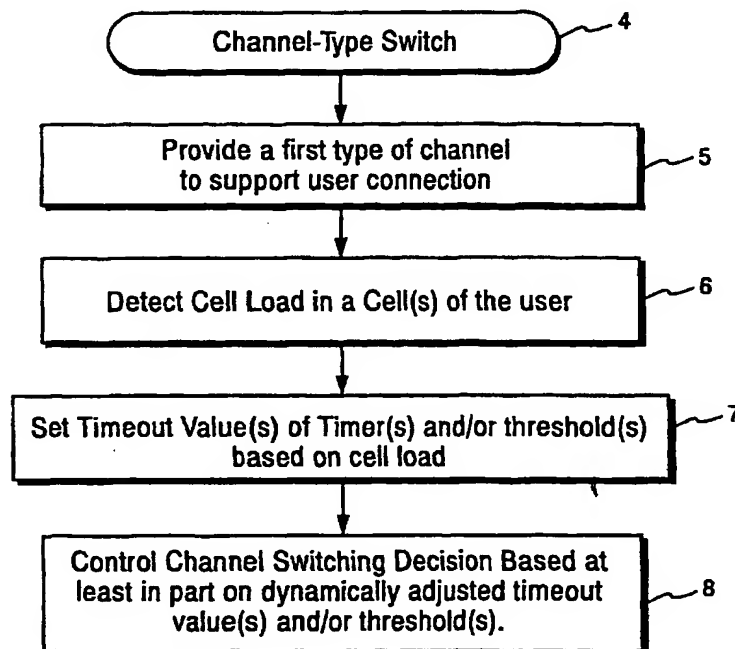 Channel-Type Switch
4
Provide a first type of channel
to support user connection
5
Detect Cell Load in a Cell(s) of the user
6
Set Timeout Value(s) of Timer(s) and/or threshold(s)
based on cell load
7
Control Channel Switching Decision Based at
least in part on dynamically adjusted timeout
value(s) and/or threshold(s).
8